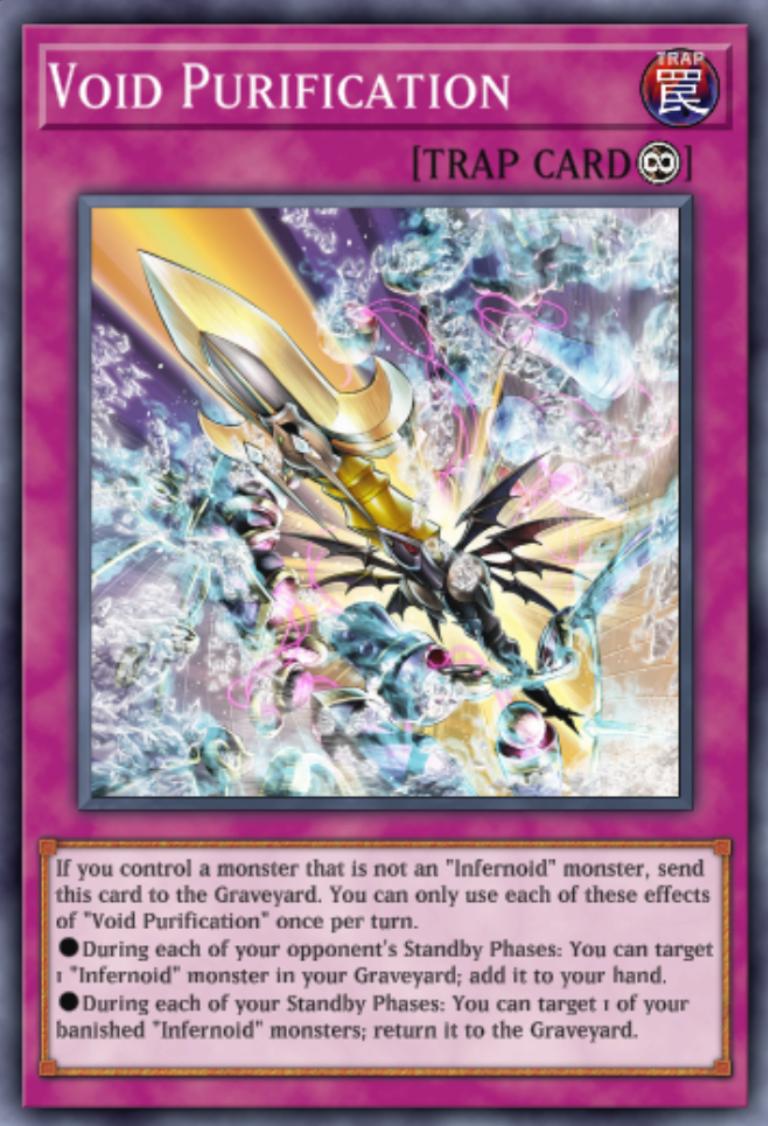 VOID PURIFICATION
TRAP
罠
[TRAP CARD]
If you control a monster that is not an "Infernoid" monster, send
this card to the Graveyard. You can only use each of these effects
of "Void Purification" once per turn.
●During each of your opponent's Standby Phases: You can target
1 "Infernoid" monster in your Graveyard; add it to your hand.
●During each of your Standby Phases: You can target 1 of your
banished "Infernoid" monsters; return it to the Graveyard.